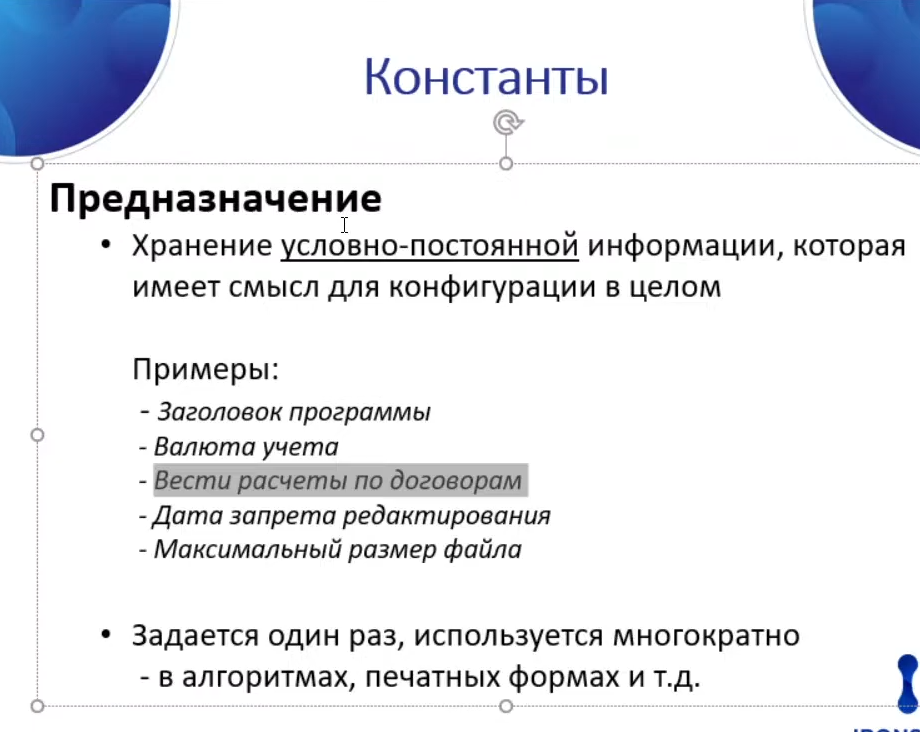 Константы
Предназначение
• Хранение условно-постоянной информации, которая
имеет смысл для конфигурации в целом
Примеры:
- Заголовок программы
- Валюта учета
- Вести расчеты по договорам
- Дата запрета редактирования
- Максимальный размер файла
• Задается один раз, используется многократно
- в алгоритмах, печатных формах и т.д.